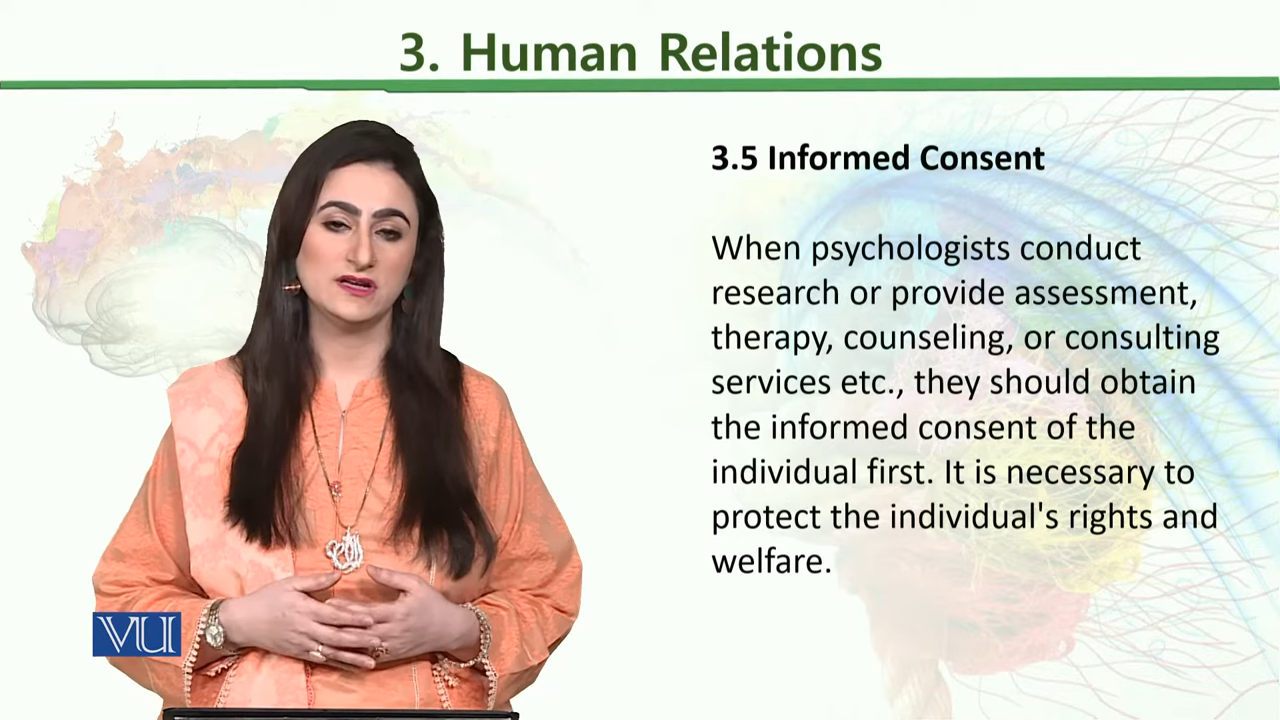 3. Human Relations
3.5 Informed Consent
When psychologists conduct
research or provide assessment,
therapy, counseling, or consulting
services etc., they should obtain
the informed consent of the
individual first. It is necessary to
protect the individual's rights and
welfare.
الله
VU